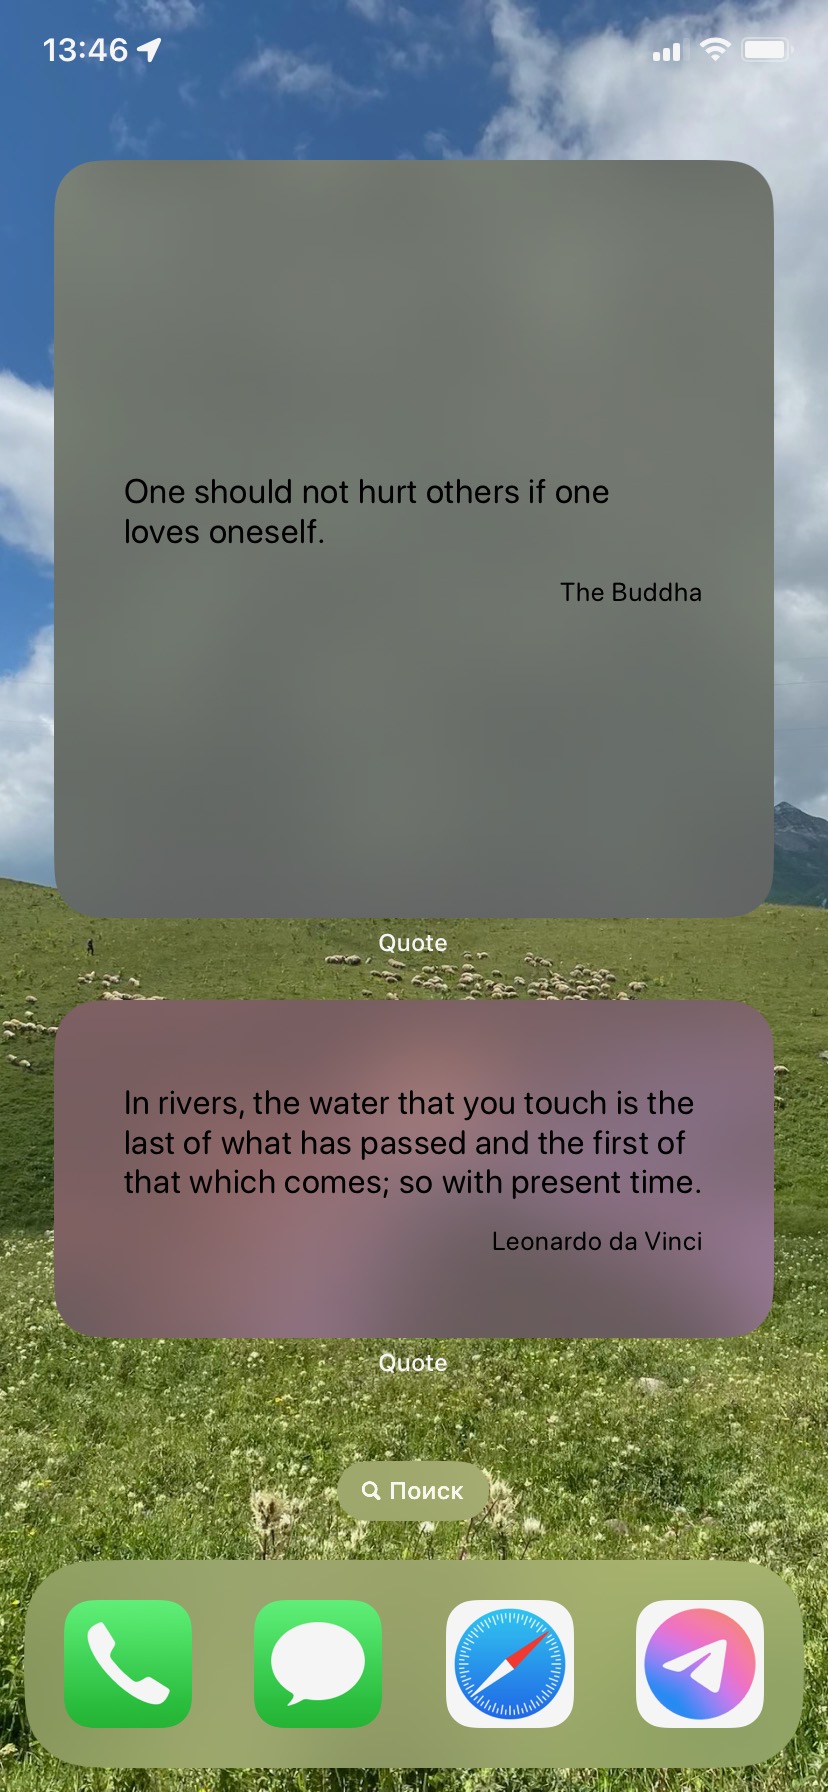 13:46
One should not hurt others if one
loves oneself.
The Buddha
Quote
In rivers, the water that you touch is the
last of what has passed and the first of
that which comes; so with present time.
Leonardo da Vinci
Quote
Поиск